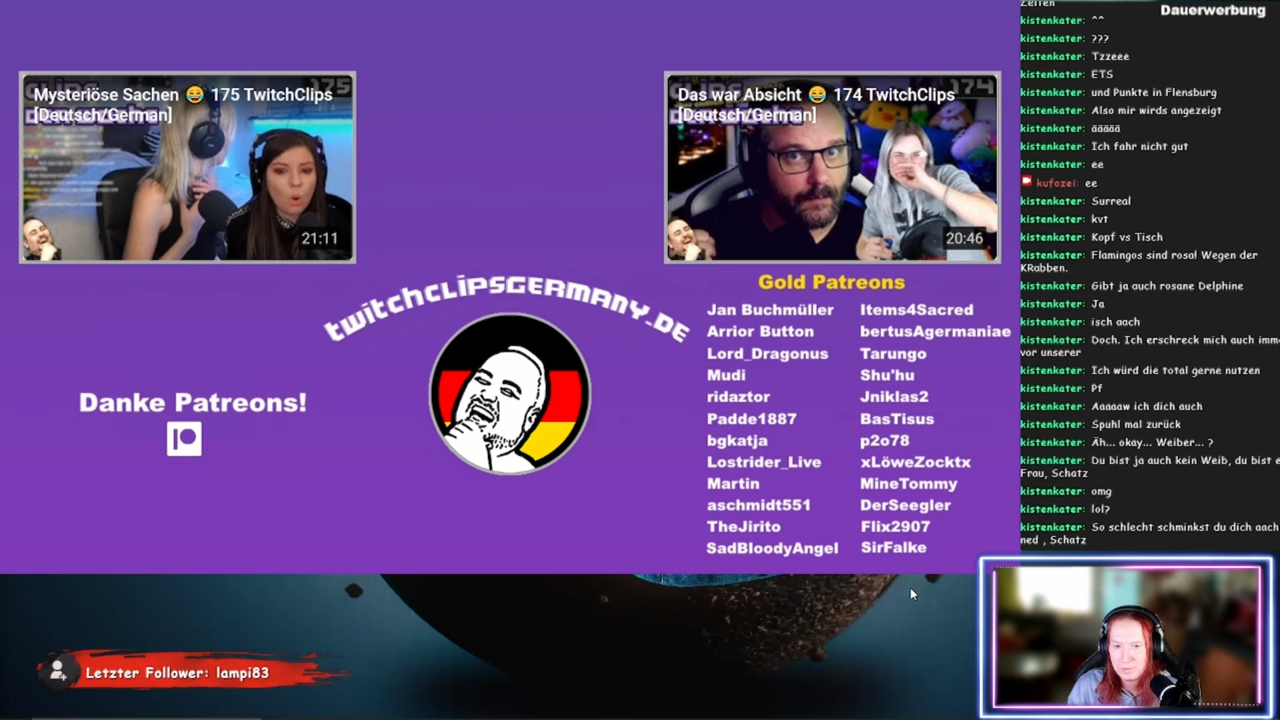 Mysteriöse Sachen 😂 175 TwitchClips
[Deutsch/German]
21:11
Das war Absicht 😂 174 TwitchClips
[Deutsch/German]
20:46
TWITCHCLIPSGERMANY.DE
Danke Patreons!
Gold Patreons
Jan Buchmüller
Items4Sacred
Arrior Button
bertusAgermaniae
Lord_Dragonus
Tarungo
Mudi
Shu'hu
ridaztor
Jniklas2
Padde1887
BasTisus
bgkatja
p2o78
Lostrider_Live
xLöweZocktx
Martin
MineTommy
aschmidt551
DerSeegler
TheJirito
Flix2907
SadBloodyAngel
SirFalke
Letzter Follower: lampi83
Dauerwerbung
Zeiten
kistenkater: ^^
kistenkater: ???
kistenkater: Tzzeee
kistenkater: ETS
kistenkater: und Punkte in Flensburg
kistenkater: Also mir wirds angezeigt
kistenkater: äääää
kistenkater: Ich fahr nicht gut
kistenkater: ee
kufozei: ee
kistenkater: Surreal
kistenkater: kvt
kistenkater: Kopf vs Tisch
kistenkater: Flamingos sind rosa! Wegen der
KRabben.
kistenkater: Gibt ja auch rosane Delphine
kistenkater: Ja
kistenkater: isch aach
kistenkater: Doch. Ich erschreck mich auch imm
vor unserer
kistenkater: Ich würd die total gerne nutzen
kistenkater: Pf
kistenkater: Aaaaaw ich dich auch
kistenkater: Spuhl mal zurück
kistenkater: Äh... okay... Weiber... ?
kistenkater: Du bist ja auch kein Weib, du bist e
Frau, Schatz
kistenkater: omg
kistenkater: lol?
kistenkater: So schlecht schminkst du dich aach
ned , Schatz